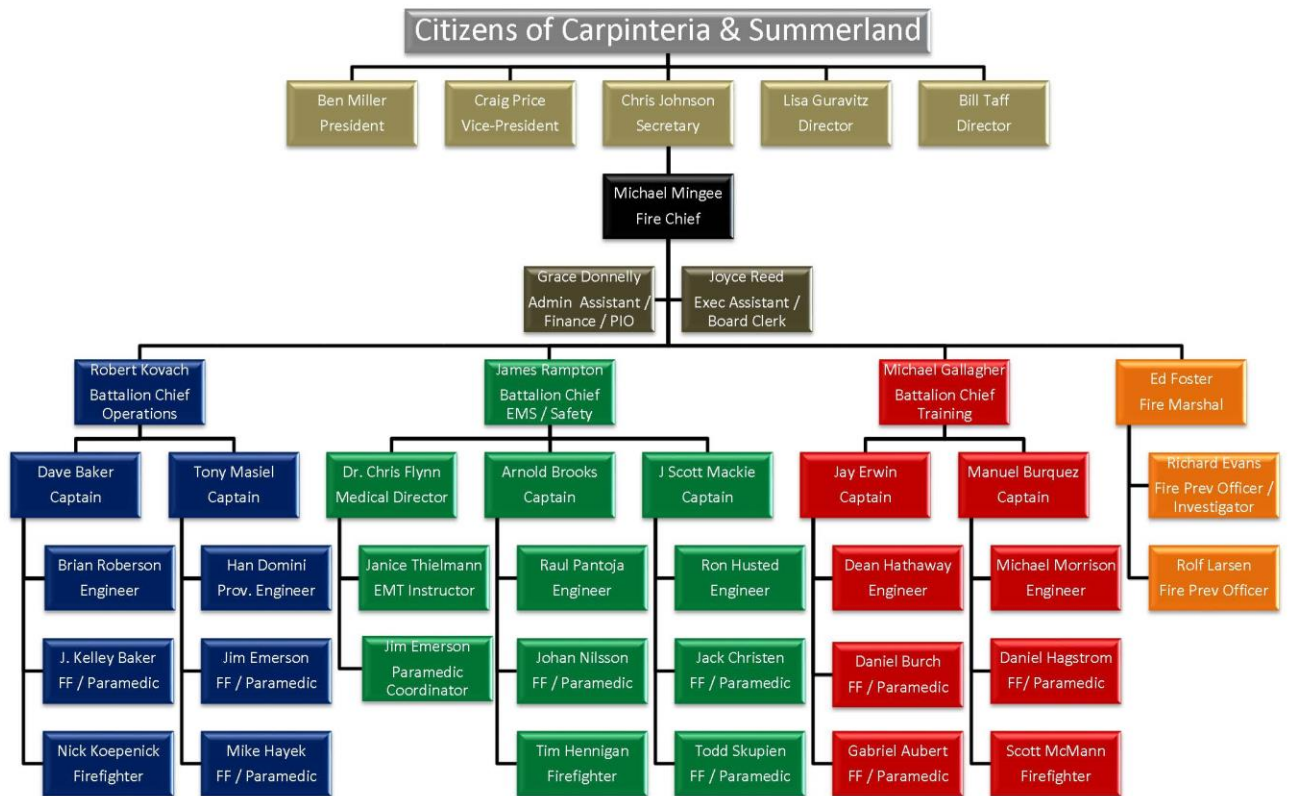 Citizens of Carpinteria & Summerland
Ben Miller
President
Craig Price
Vice-President
Chris Johnson
Secretary
Lisa Guravitz
Director
Bill Taff
Director
Michael Mingee
Fire Chief
Grace Donnelly
Admin Assistant /
Finance / PIO
Joyce Reed
Exec Assistant /
Board Clerk
Robert Kovach
Battalion Chief
Operations
James Rampton
Battalion Chief
EMS / Safety
Michael Gallagher
Battalion Chief
Training
Ed Foster
Fire Marshal
Dave Baker
Captain
Tony Masiel
Captain
Dr. Chris Flynn
Medical Director
Arnold Brooks
Captain
J Scott Mackie
Captain
Jay Erwin
Captain
Manuel Burquez
Captain
Richard Evans
Fire Prev Officer /
Investigator
Brian Roberson
Engineer
Han Domini
Prov. Engineer
Janice Thielmann
EMT Instructor
Raul Pantoja
Engineer
Ron Husted
Engineer
Dean Hathaway
Engineer
Michael Morrison
Engineer
Rolf Larsen
Fire Prev Officer
J. Kelley Baker
FF / Paramedic
Jim Emerson
FF / Paramedic
Jim Emerson
Paramedic
Coordinator
Johan Nilsson
FF / Paramedic
Jack Christen
FF / Paramedic
Daniel Burch
FF / Paramedic
Daniel Hagstrom
FF/ Paramedic
Nick Koepenick
Firefighter
Mike Hayek
FF / Paramedic
Tim Hennigan
Firefighter
Todd Skupien
FF / Paramedic
Gabriel Aubert
FF / Paramedic
Scott McMann
Firefighter